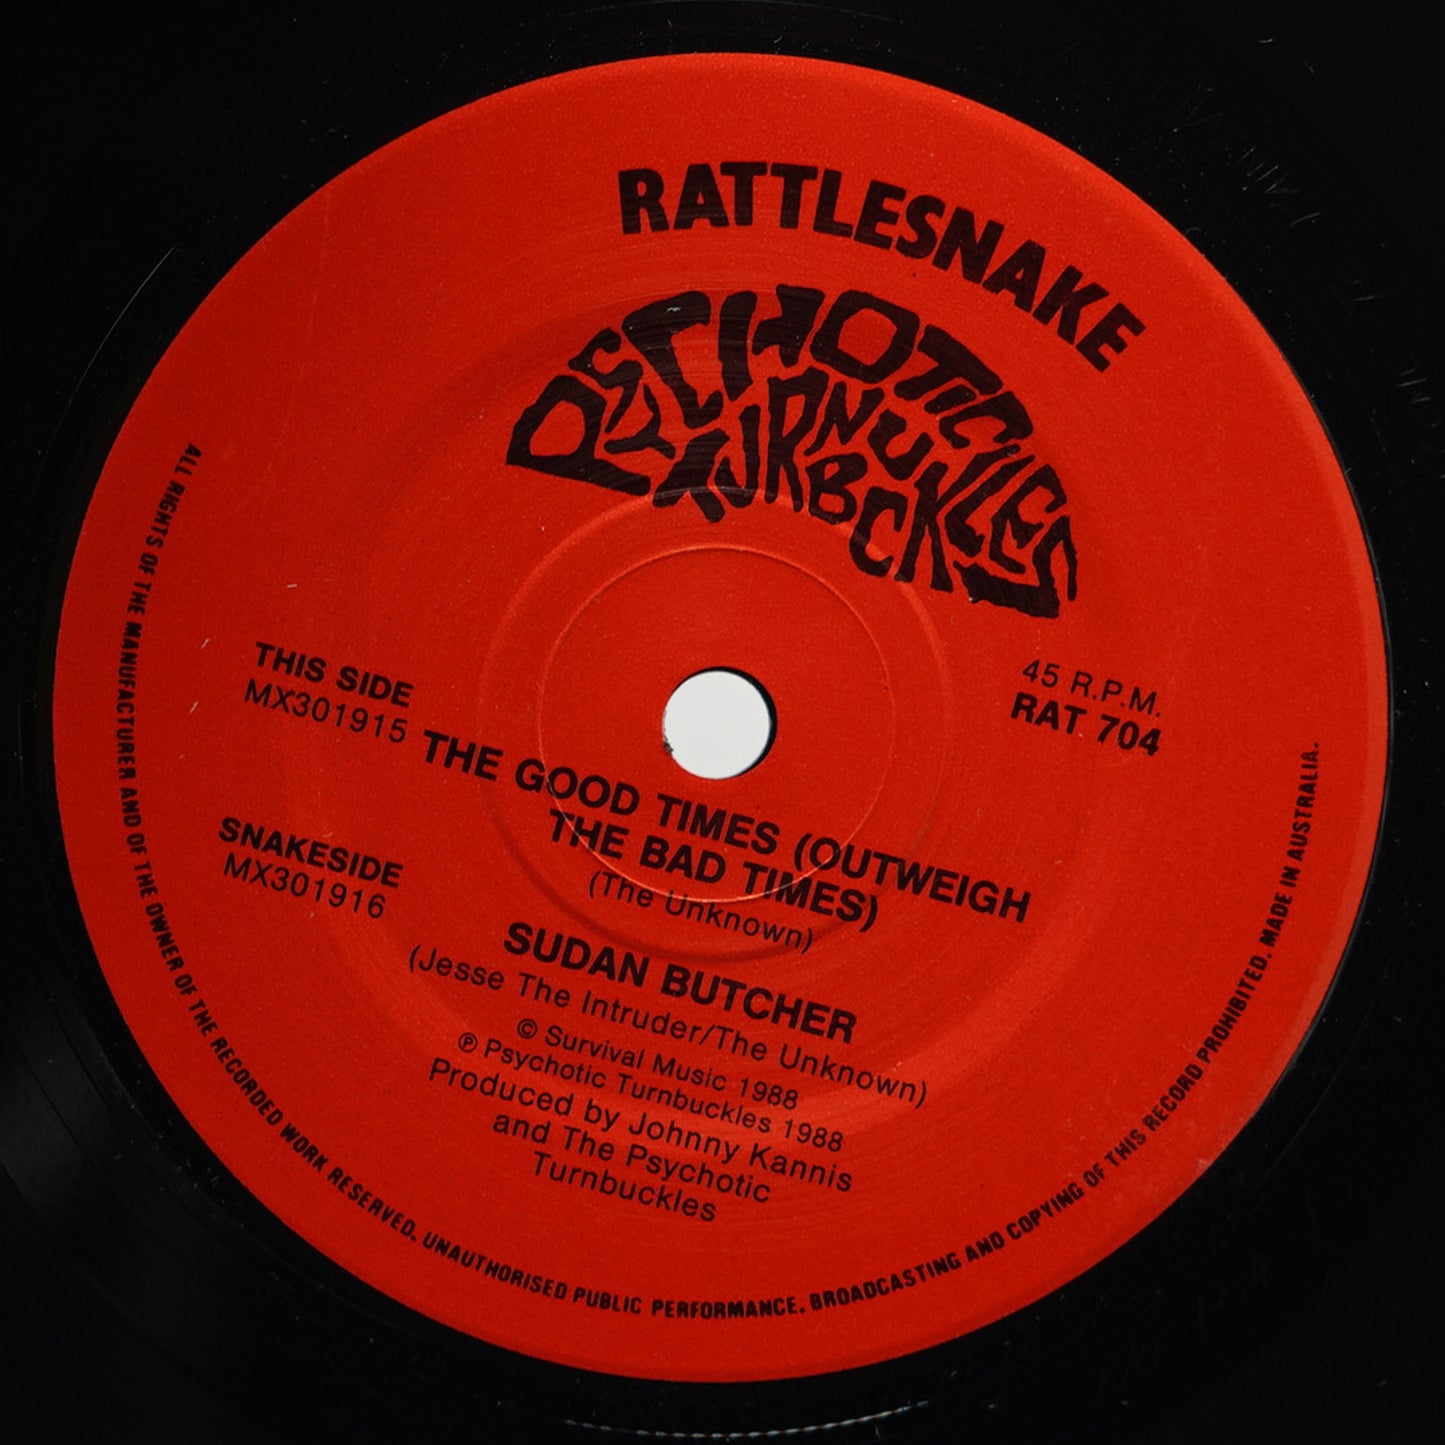 RATTLESNAKE
PSYCHOTIC
TURNBUCKLES
45 R.P.M.
RAT 704
THIS SIDE
MX301915
THE GOOD TIMES (OUTWEIGH
THE BAD TIMES)
(The Unknown)
SNAKESIDE
MX301916
SUDAN BUTCHER
(Jesse The Intruder/The Unknown)
© Survival Music 1988
℗ Psychotic Turnbuckles 1988
Produced by Johnny Kannis
and The Psychotic
Turnbuckles
ALL RIGHTS OF THE MANUFACTURER AND OF THE OWNER OF THE RECORDED WORK RESERVED. UNAUTHORISED PUBLIC PERFORMANCE. BROADCASTING AND COPYING OF THIS RECORD PROHIBITED. MADE IN AUSTRALIA.